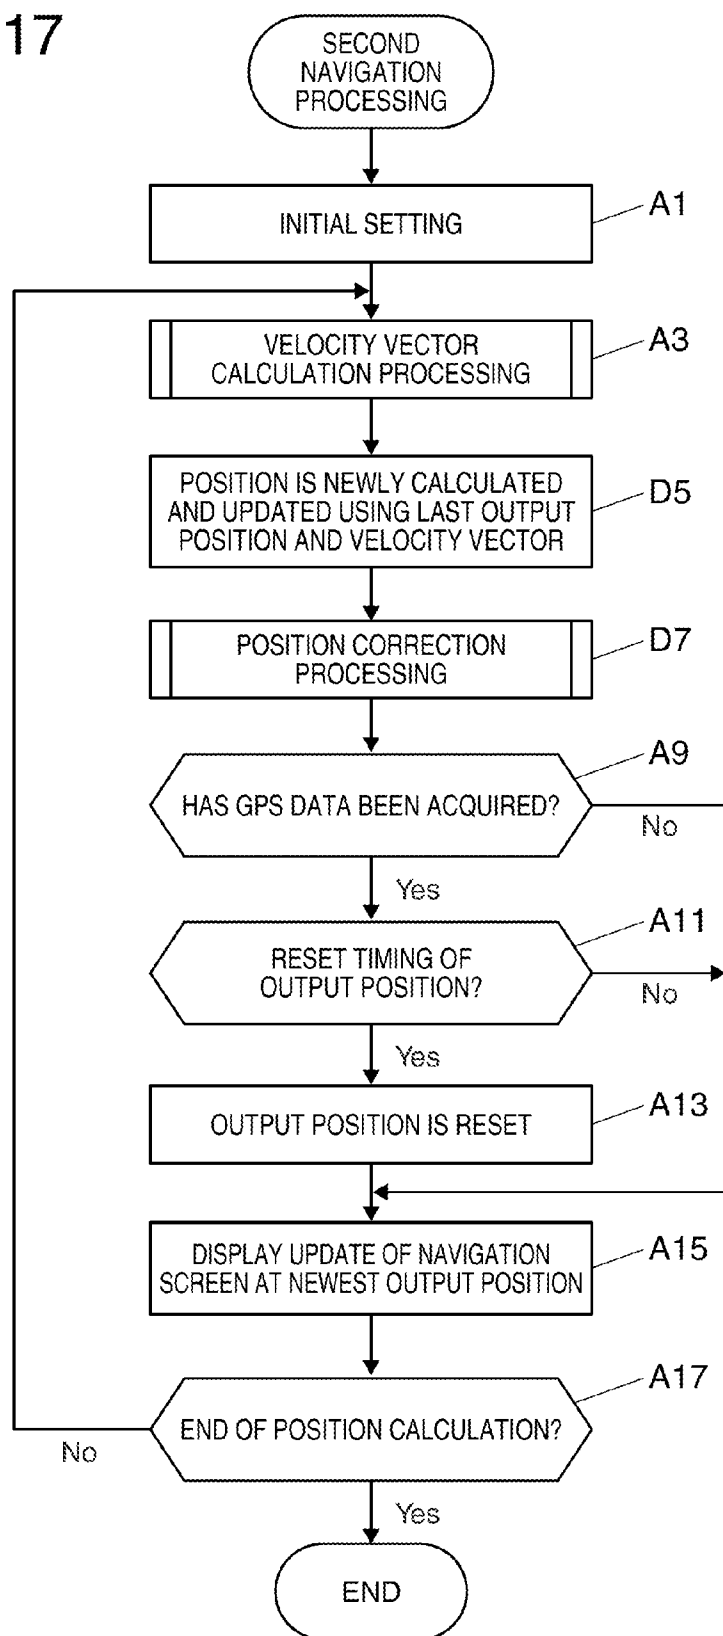 17
SECOND
NAVIGATION
PROCESSING
INITIAL SETTING
A1
VELOCITY VECTOR
CALCULATION PROCESSING
A3
POSITION IS NEWLY CALCULATED
AND UPDATED USING LAST OUTPUT
POSITION AND VELOCITY VECTOR
D5
POSITION CORRECTION
PROCESSING
D7
HAS GPS DATA BEEN ACQUIRED?
A9
No
Yes
RESET TIMING OF
OUTPUT POSITION?
A11
No
Yes
OUTPUT POSITION IS RESET
A13
DISPLAY UPDATE OF NAVIGATION
SCREEN AT NEWEST OUTPUT POSITION
A15
END OF POSITION CALCULATION?
A17
No
Yes
END